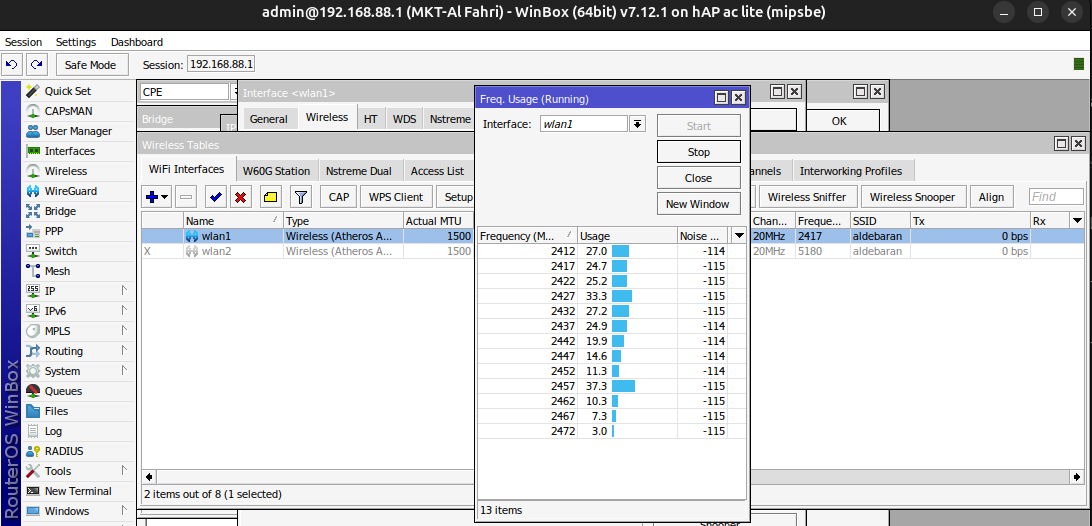 admin@192.168.88.1 (MKT-Al Fahri) - WinBox (64bit) v7.12.1 on hAP ac lite (mipsbe)
Session Settings Dashboard
Safe Mode Session: 192.168.88.1
RouterOS WinBox
Quick Set
CAPsMAN
User Manager
Interfaces
Wireless
WireGuard
Bridge
PPP
Switch
Mesh
IP
IPv6
MPLS
Routing
System
Queues
Files
Log
RADIUS
Tools
New Terminal
Windows
CPE
Bridge
Interface <wlan1>
General Wireless HT WDS Nstreme
OK
Wireless Tables
WiFi Interfaces W60G Station Nstreme Dual Access List
Interworking Profiles
CAP WPS Client Setup
Wireless Sniffer Wireless Snooper Align Find
Name Type Actual MTU Chan... Freque... SSID Tx Rx
wlan1 Wireless (Atheros A... 1500 20MHz 2417 aldebaran 0 bps
X wlan2 Wireless (Atheros A... 1500 20MHz 5180 aldebaran 0 bps
2 items out of 8 (1 selected)
Freq. Usage (Running)
Interface: wlan1
Start
Stop
Close
New Window
Frequency (M... Usage Noise ...
2412 27.0 -114
2417 24.7 -115
2422 25.2 -115
2427 33.3 -115
2432 27.2 -115
2437 24.9 -114
2442 19.9 -114
2447 14.6 -114
2452 11.3 -114
2457 37.3 -115
2462 10.3 -115
2467 7.3 -115
2472 3.0 -115
13 items